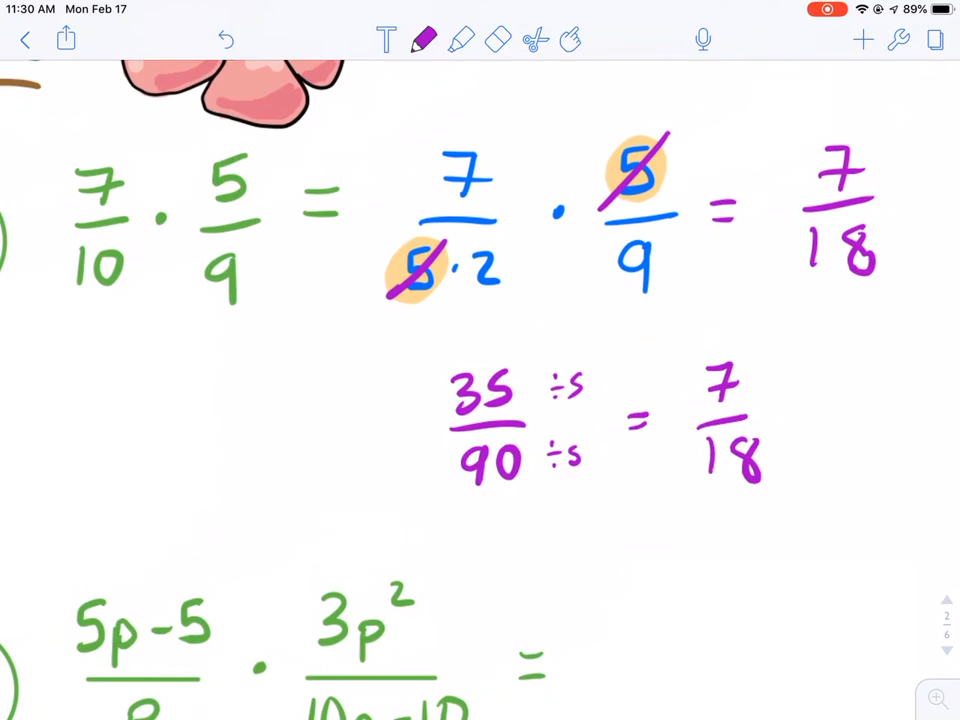 11:30 AM Mon Feb 17 89%
T
7/10 · 5/9 = 7/(5·2) · 5/9 = 7/18
35/90 ÷5/÷5 = 7/18
(5p-5)/ · 3p²/ =
2/6